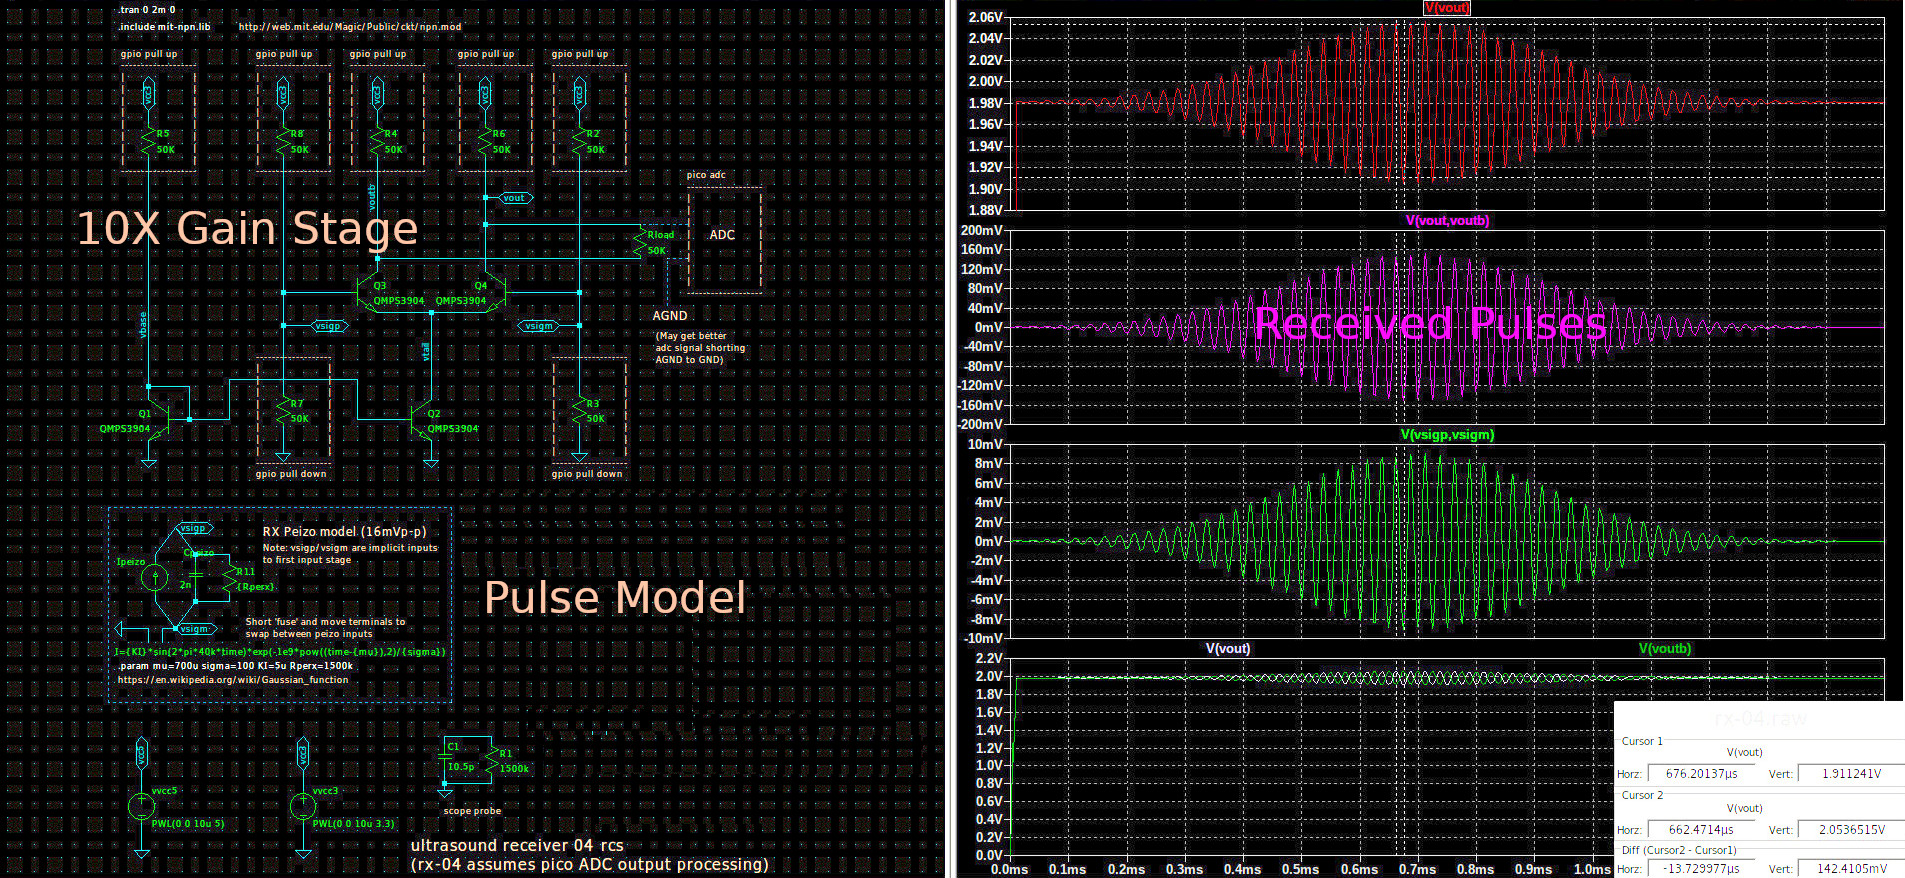 .tran 0 2m 0
.include mit-npn.lib http://web.mit.edu/Magic/Public/ckt/npn.mod
gpio pull up gpio pull up gpio pull up gpio pull up gpio pull up
vcc3 vcc3 vcc3 vcc3 vcc3
R5 R8 R4 R6 R2
50K 50K 50K 50K 50K
pico adc
voutb
vout
10X Gain Stage
Rload
50K
ADC
Q3 Q4
QMPS3904 QMPS3904
AGND
vbase
vsigp vsigm
vtail
(May get better
adc signal shorting
AGND to GND)
R7 R3
50K 50K
Q1 Q2
QMPS3904 QMPS3904
gpio pull down gpio pull down
vsigp
RX Peizo model (16mVp-p)
Note: vsigp/vsigm are implicit inputs
to first input stage
Cpeizo
Ipeizo
2n
R11
{Rperx}
Pulse Model
vsigm
Short 'fuse' and move terminals to
swap between peizo inputs
I={KI}*sin(2*pi*40k*time)*exp(-1e9*pow((time-{mu}),2)/{sigma})
.param mu=700u sigma=100 KI=5u Rperx=1500k
https://en.wikipedia.org/wiki/Gaussian_function
vcc5 vcc3
C1 R1
10.5p 1500k
vvcc5 vvcc3
PWL(0 0 10u 5) PWL(0 0 10u 3.3)
scope probe
ultrasound receiver 04 rcs
(rx-04 assumes pico ADC output processing)
V(vout)
2.06V
2.04V
2.02V
2.00V
1.98V
1.96V
1.94V
1.92V
1.90V
1.88V
V(vout,voutb)
200mV
160mV
120mV
80mV
40mV
0mV
-40mV
-80mV
-120mV
-160mV
-200mV
Received Pulses
V(vsigp,vsigm)
10mV
8mV
6mV
4mV
2mV
0mV
-2mV
-4mV
-6mV
-8mV
-10mV
V(vout) V(voutb)
2.2V
2.0V
1.8V
1.6V
1.4V
1.2V
1.0V
0.8V
0.6V
0.4V
0.2V
0.0V
0.0ms 0.1ms 0.2ms 0.3ms 0.4ms 0.5ms 0.6ms 0.7ms 0.8ms 0.9ms 1.0ms
rx-04.raw
Cursor 1
V(vout)
Horz: 676.20137µs Vert: 1.911241V
Cursor 2
V(vout)
Horz: 662.4714µs Vert: 2.0536515V
Diff (Cursor2 - Cursor1)
Horz: -13.729977µs Vert: 142.4105mV